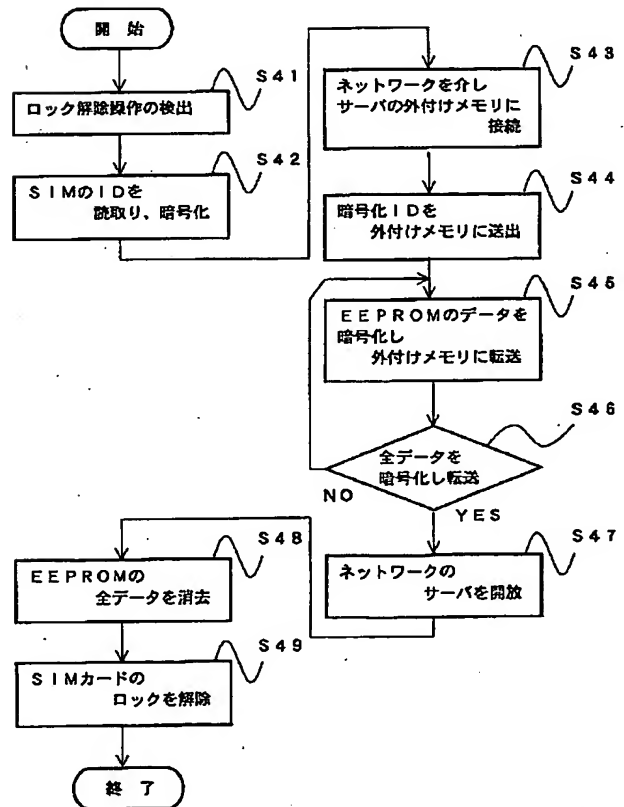 開 始
S41
ロック解除操作の検出
S42
SIMのIDを
読取り、暗号化
S43
ネットワークを介し
サーバの外付けメモリに
接続
S44
暗号化IDを
外付けメモリに送出
S45
EEPROMのデータを
暗号化し
外付けメモリに転送
S46
全データを
暗号化し転送
NO
YES
S47
ネットワークの
サーバを開放
S48
EEPROMの
全データを消去
S49
SIMカードの
ロックを解除
終 了